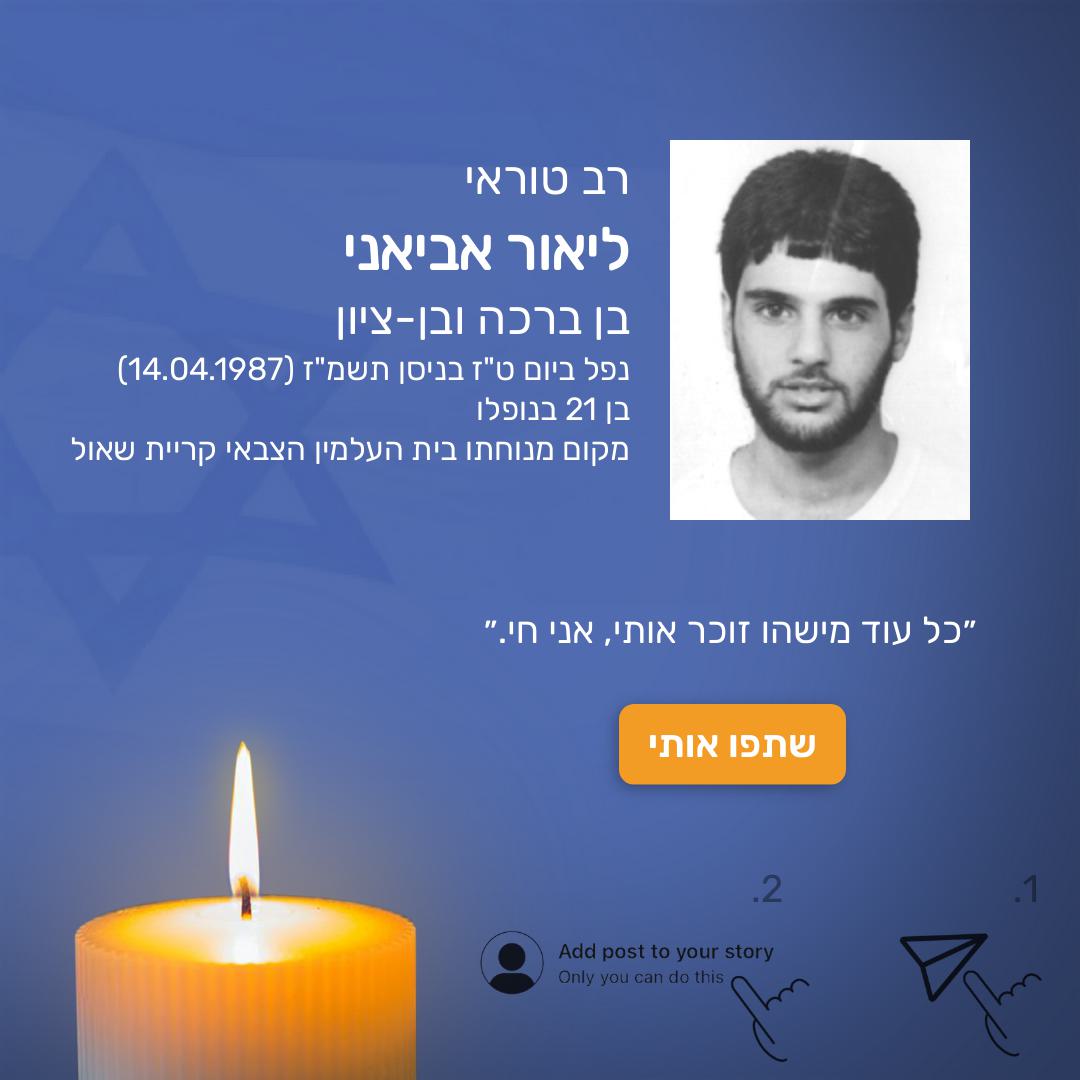 רב טוראי
ליאור אביאני
בן ברכה ובן-ציון
נפל ביום ט"ז בניסן תשמ"ז (14.04.1987)
בן 21 בנופלו
מקום מנוחתו בית העלמין הצבאי קריית שאול
״כל עוד מישהו זוכר אותי, אני חי.״
שתפו אותי
.1
.2
Add post to your story
Only you can do this